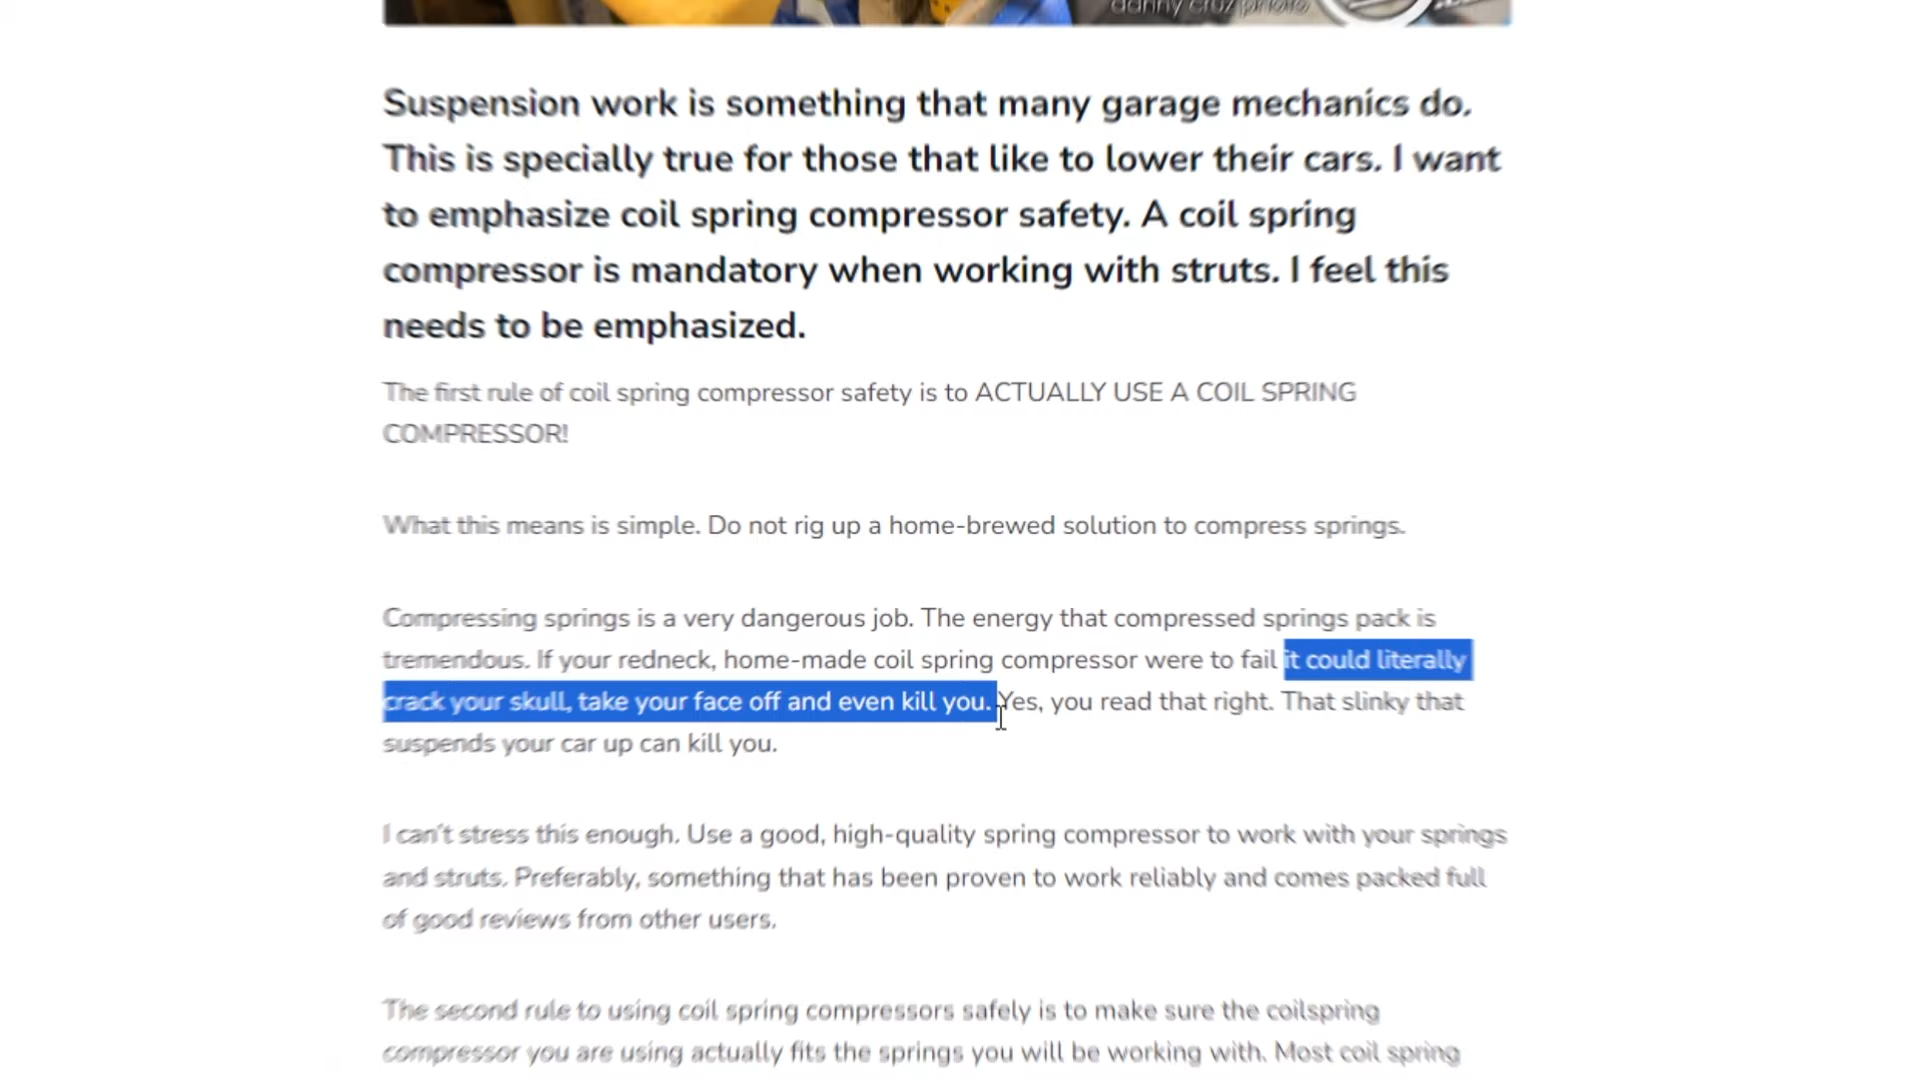 danny cruz photo
Suspension work is something that many garage mechanics do.
This is specially true for those that like to lower their cars. I want
to emphasize coil spring compressor safety. A coil spring
compressor is mandatory when working with struts. I feel this
needs to be emphasized.
The first rule of coil spring compressor safety is to ACTUALLY USE A COIL SPRING
COMPRESSOR!
What this means is simple. Do not rig up a home-brewed solution to compress springs.
Compressing springs is a very dangerous job. The energy that compressed springs pack is
tremendous. If your redneck, home-made coil spring compressor were to fail it could literally
crack your skull, take your face off and even kill you. Yes, you read that right. That slinky that
suspends your car up can kill you.
I can't stress this enough. Use a good, high-quality spring compressor to work with your springs
and struts. Preferably, something that has been proven to work reliably and comes packed full
of good reviews from other users.
The second rule to using coil spring compressors safely is to make sure the coilspring
compressor you are using actually fits the springs you will be working with. Most coil spring